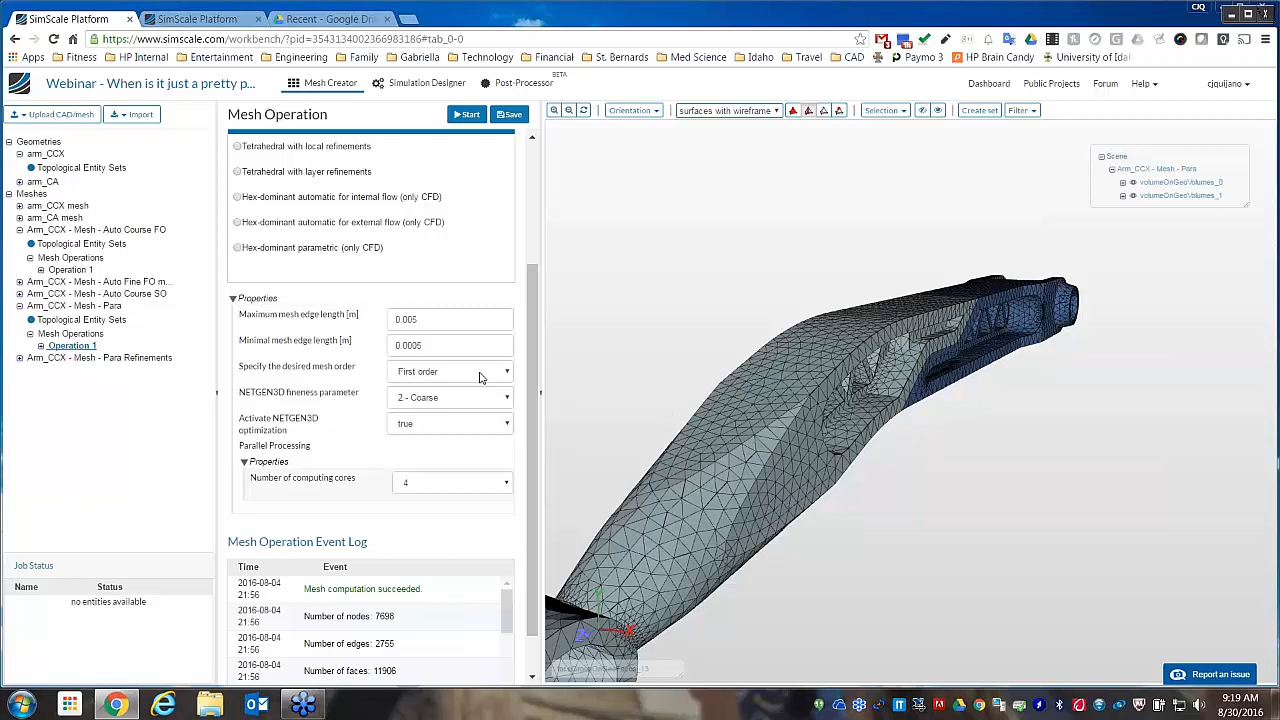 SimScale Platform
SimScale Platform
Recent - Google Dri
CIQ
https://www.simscale.com/workbench/?pid=3543134002366983186#tab_0-0
Apps
Fitness
HP Internal
Entertainment
Engineering
Family
Gabriella
Technology
Financial
St. Bernards
Med Science
Idaho
Travel
CAD
Paymo 3
HP Brain Candy
University of Idaho
Webinar - When is it just a pretty p...
Mesh Creator
Simulation Designer
Post-Processor
BETA
Dashboard
Public Projects
Forum
Help
cjquijano
Upload CAD/mesh
Import
Geometries
arm_CCX
Topological Entity Sets
arm_CA
Meshes
arm_CCX mesh
arm_CA mesh
Arm_CCX - Mesh - Auto Course FO
Topological Entity Sets
Mesh Operations
Operation 1
Arm_CCX - Mesh - Auto Fine FO m...
Arm_CCX - Mesh - Auto Course SO
Arm_CCX - Mesh - Para
Topological Entity Sets
Mesh Operations
Operation 1
Arm_CCX - Mesh - Para Refinements
Job Status
Name Status
no entities available
Mesh Operation
Start
Save
Tetrahedral with local refinements
Tetrahedral with layer refinements
Hex-dominant automatic for internal flow (only CFD)
Hex-dominant automatic for external flow (only CFD)
Hex-dominant parametric (only CFD)
Properties
Maximum mesh edge length [m] 0.005
Minimal mesh edge length [m] 0.0005
Specify the desired mesh order First order
NETGEN3D fineness parameter 2 - Coarse
Activate NETGEN3D optimization true
Parallel Processing
Properties
Number of computing cores 4
Mesh Operation Event Log
Time Event
2016-08-04 21:56 Mesh computation succeeded.
2016-08-04 21:56 Number of nodes: 7698
2016-08-04 21:56 Number of edges: 2755
2016-08-04 21:56 Number of faces: 11906
Orientation
surfaces with wireframe
Selection
Create set
Filter
Scene
Arm_CCX - Mesh - Para
volumeOnGeoVolumes_0
volumeOnGeoVolumes_1
Y
Z
X
Report an issue
9:19 AM
8/30/2016